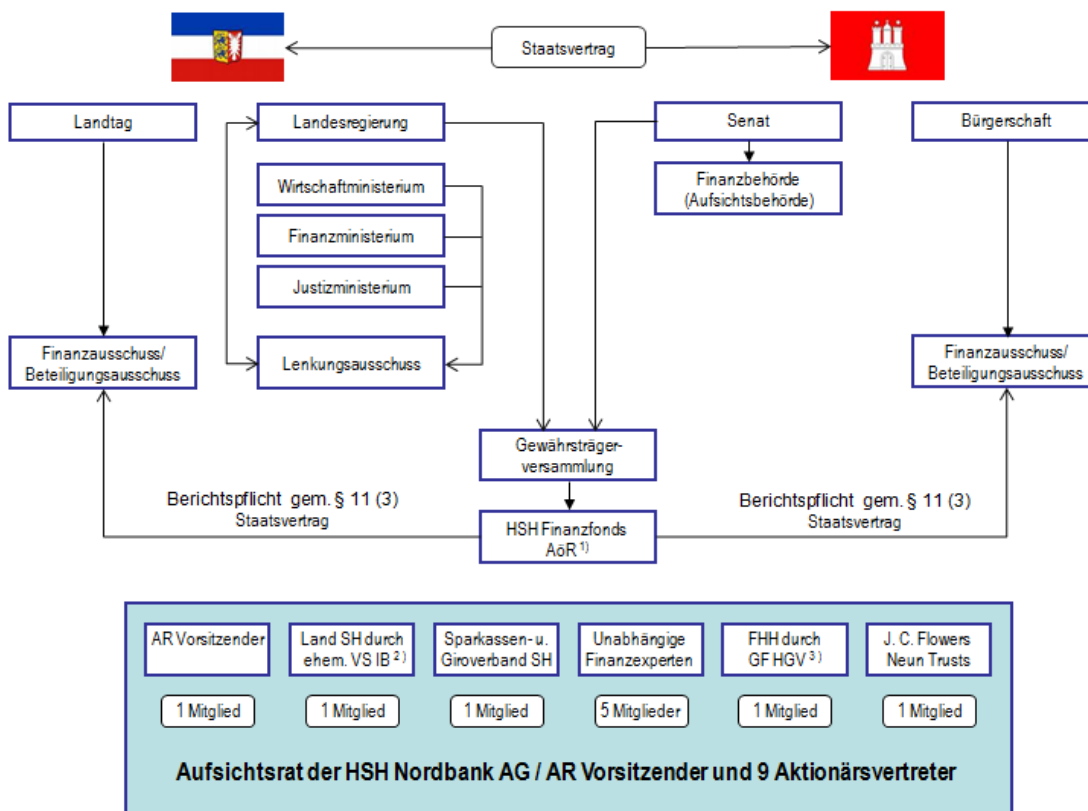 Staatsvertrag
Landtag
Landesregierung
Senat
Bürgerschaft
Wirtschaftministerium
Finanzbehörde
(Aufsichtsbehörde)
Finanzministerium
Justizministerium
Finanzausschuss/
Beteiligungsausschuss
Lenkungsausschuss
Finanzausschuss/
Beteiligungsausschuss
Gewährsträger-
versammlung
Berichtspflicht gem. § 11 (3)
Staatsvertrag
Berichtspflicht gem. § 11 (3)
Staatsvertrag
HSH Finanzfonds
AöR 1)
AR Vorsitzender
Land SH durch
ehem. VS IB 2)
Sparkassen- u.
Giroverband SH
Unabhängige
Finanzexperten
FHH durch
GF HGV 3)
J. C. Flowers
Neun Trusts
1 Mitglied
1 Mitglied
1 Mitglied
5 Mitglieder
1 Mitglied
1 Mitglied
Aufsichtsrat der HSH Nordbank AG / AR Vorsitzender und 9 Aktionärsvertreter